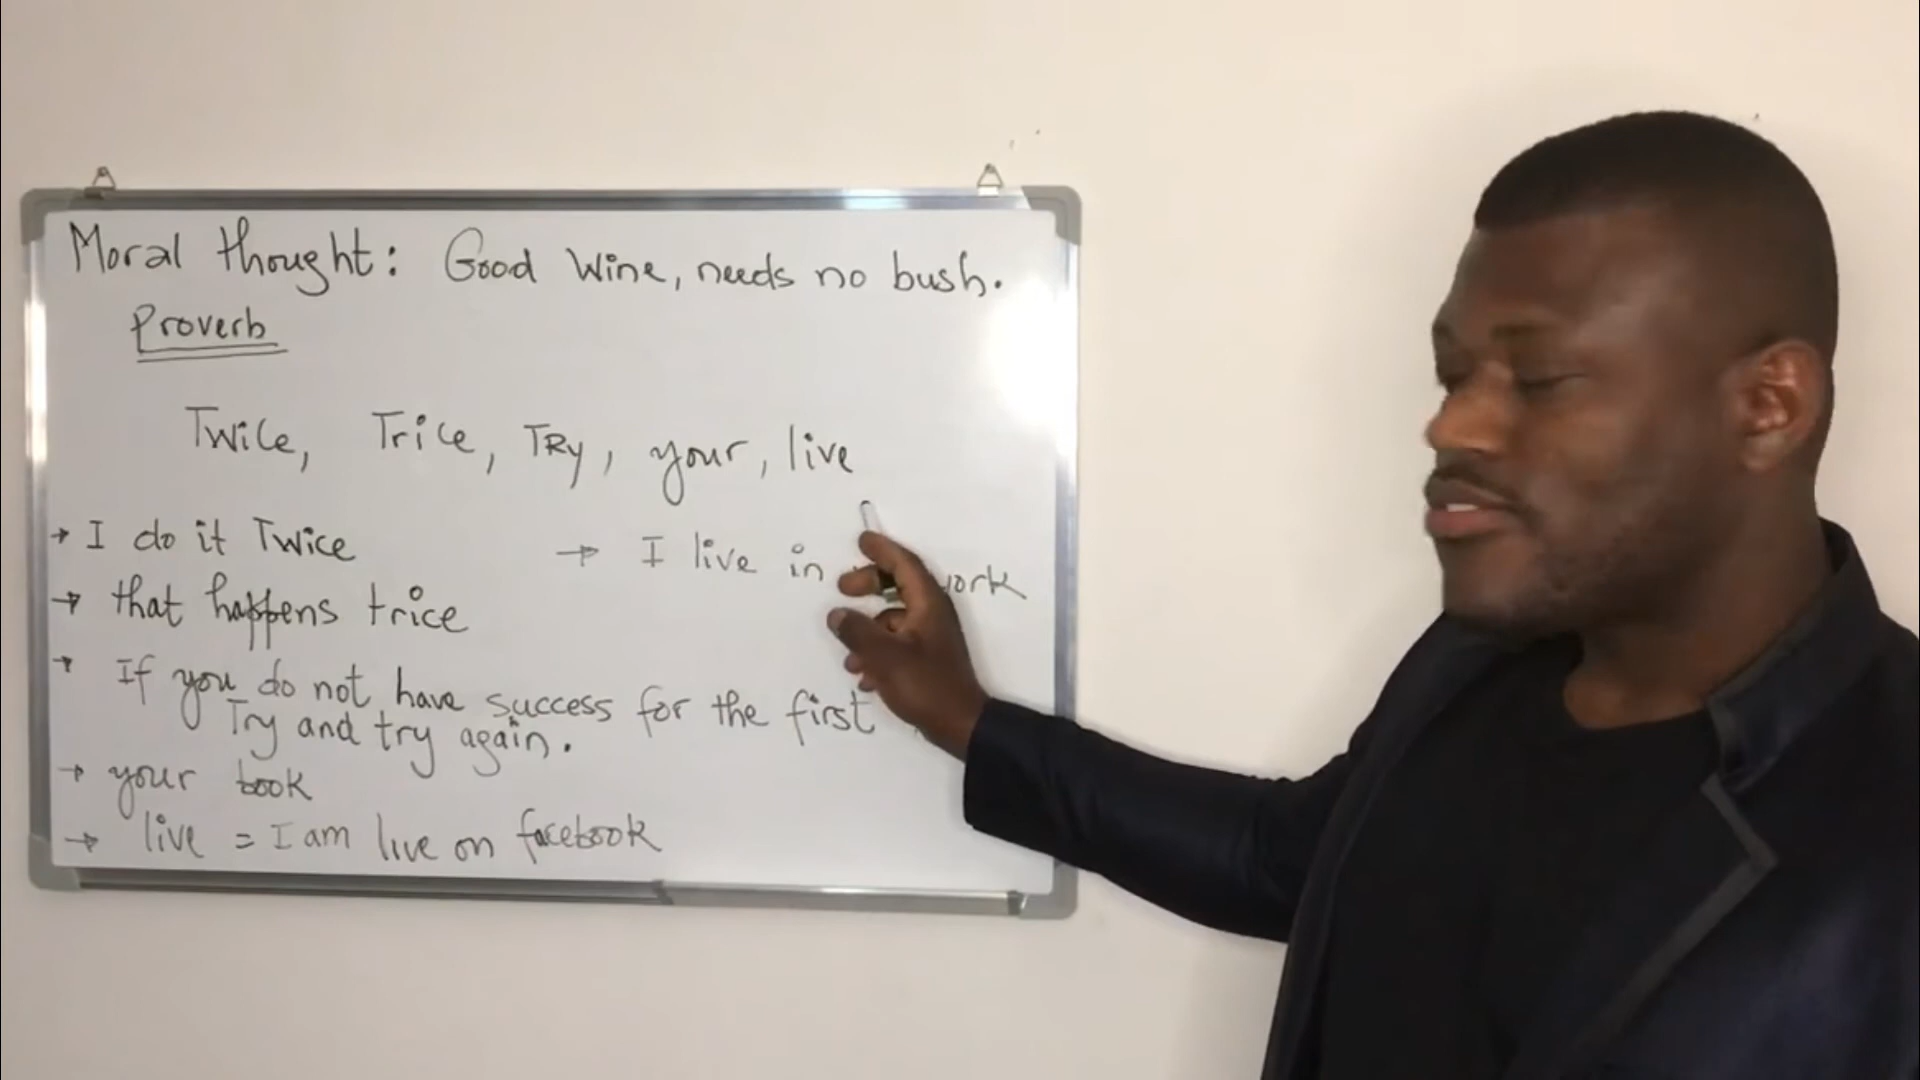 Moral thought: Good Wine, needs no bush.
Proverb
Twice, Trice, TRy, your, live
→ I do it Twice
→ I live in york
→ that happens trice
→ If you do not have success for the first
Try and try again.
→ your book
→ live = I am live on facebook